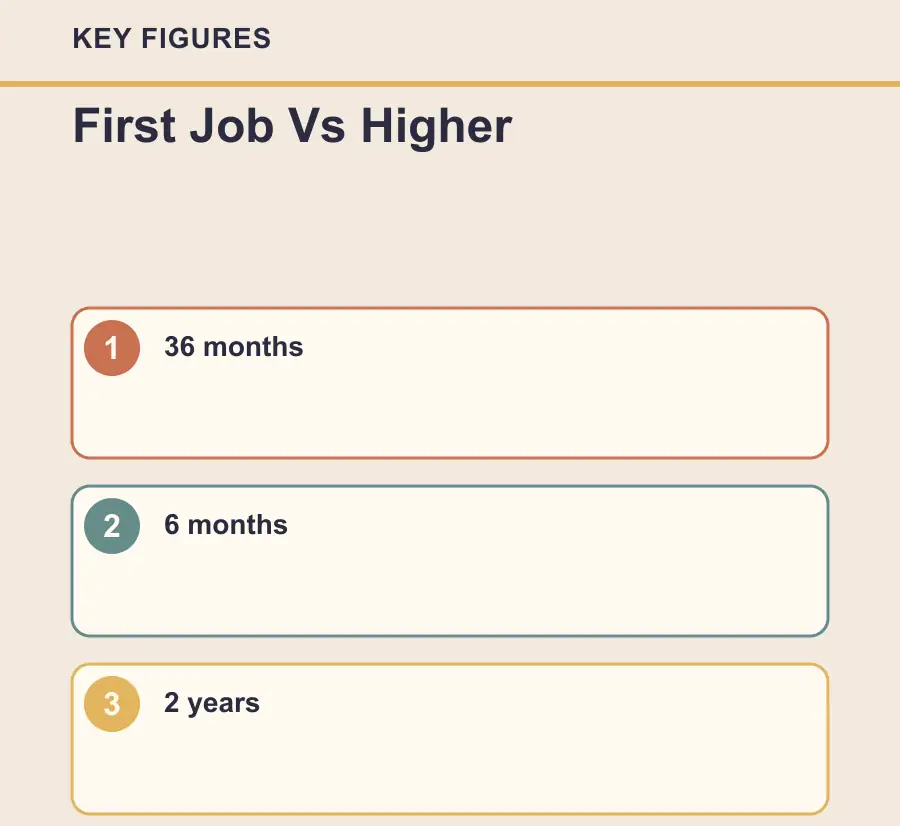 KEY FIGURES
First Job Vs Higher
1 36 months
2 6 months
3 2 years